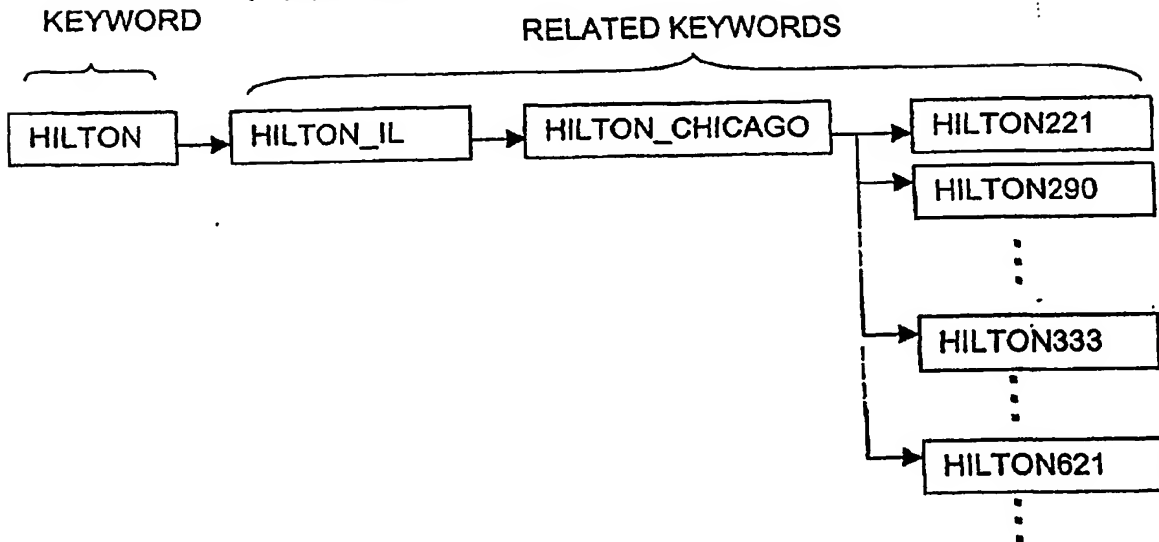 KEYWORD
RELATED KEYWORDS
HILTON
HILTON_IL
HILTON_CHICAGO
HILTON221
HILTON290
HILTON333
HILTON621